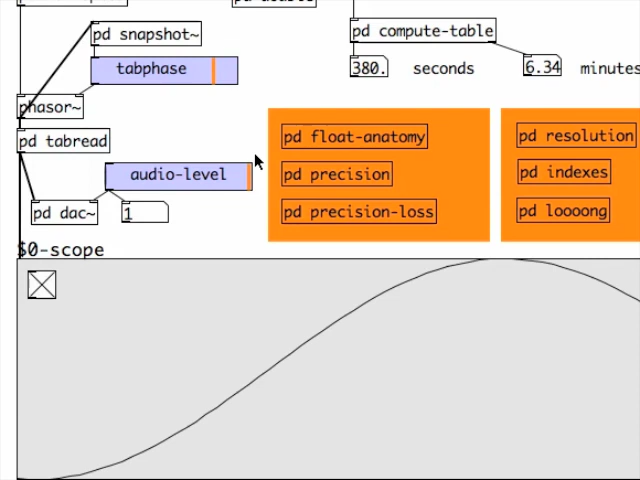 pd snapshot~
pd compute-table
tabphase
380.
seconds
6.34
minutes
phasor~
pd tabread
pd float-anatomy
pd resolution
audio-level
pd precision
pd indexes
pd dac~
1
pd precision-loss
pd loooong
$0-scope